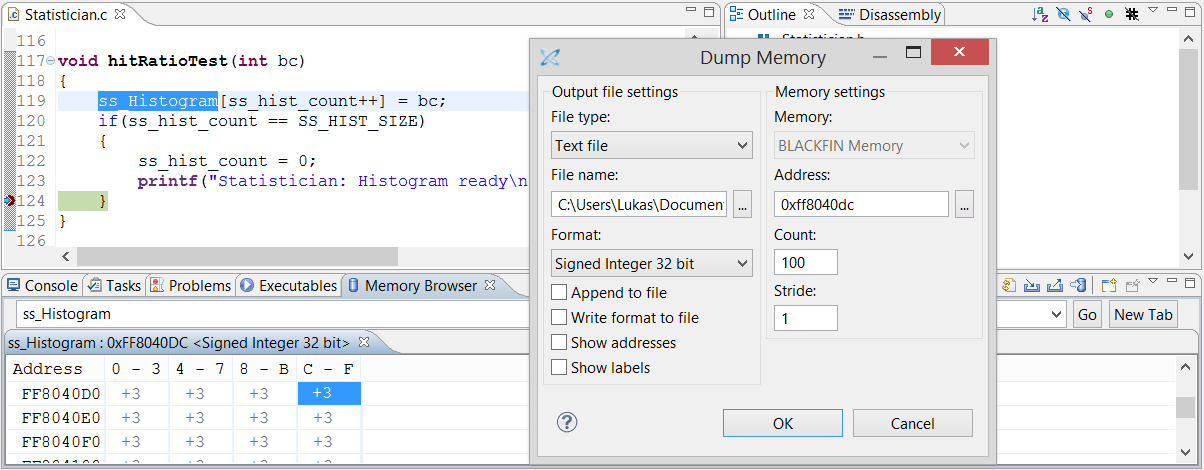 Statistician.c
116
117 void hitRatioTest(int bc)
118 {
119 ss_Histogram[ss_hist_count++] = bc;
120 if(ss_hist_count == SS_HIST_SIZE)
121 {
122 ss_hist_count = 0;
123 printf("Statistician: Histogram ready\n
124 }
125 }
126
Outline
Disassembly
Dump Memory
Output file settings
File type:
Text file
File name:
C:\Users\Lukas\Documen
...
Format:
Signed Integer 32 bit
Append to file
Write format to file
Show addresses
Show labels
Memory settings
Memory:
BLACKFIN Memory
Address:
0xff8040dc
...
Count:
100
Stride:
1
?
OK
Cancel
Console
Tasks
Problems
Executables
Memory Browser
ss_Histogram
Go
New Tab
ss_Histogram : 0xFF8040DC <Signed Integer 32 bit>
Address 0 - 3 4 - 7 8 - B C - F
FF8040D0 +3 +3 +3 +3
FF8040E0 +3 +3 +3 +3
FF8040F0 +3 +3 +3 +3